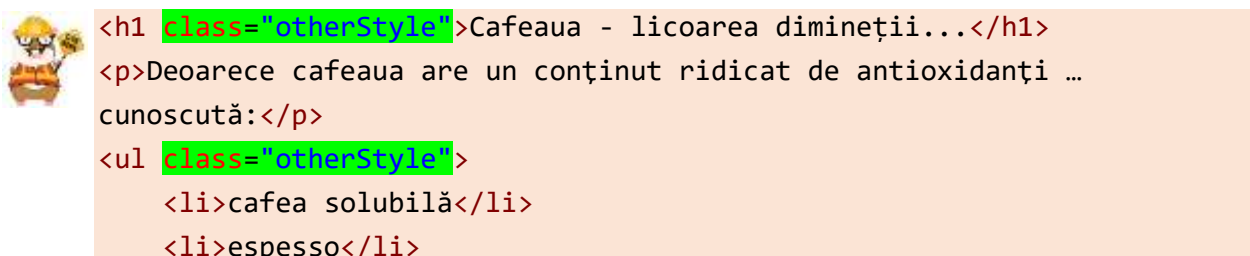 <h1 class="otherStyle">Cafeaua - licoarea dimineții...</h1>
<p>Deoarece cafeaua are un conținut ridicat de antioxidanți …
cunoscută:</p>
<ul class="otherStyle">
<li>cafea solubilă</li>
<li>espesso</li>